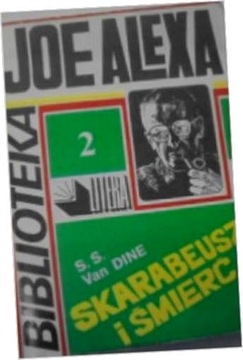 BIBLIOTEKA
JOE ALEXA
2
LITERA
S. S.
Van DINE
SKARABEUSZ
i ŚMIERĆ